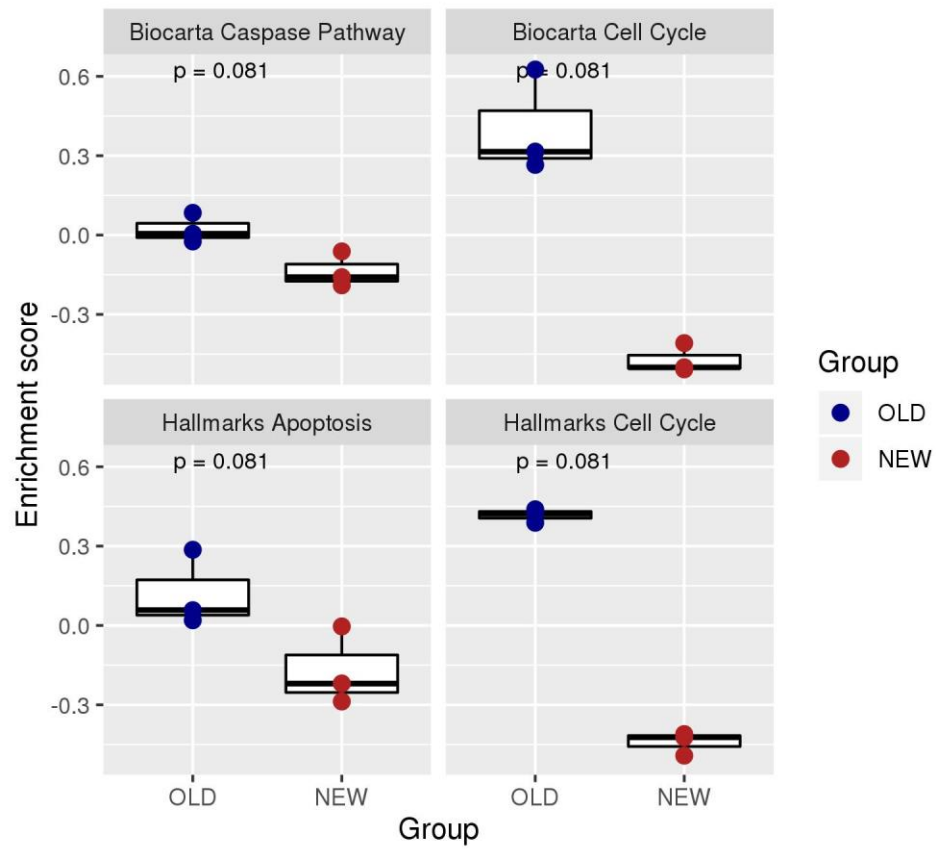 Biocarta Caspase Pathway
Biocarta Cell Cycle
p = 0.081
p = 0.081
0.6
0.3
0.0
-0.3
Hallmarks Apoptosis
Hallmarks Cell Cycle
p = 0.081
p = 0.081
0.6
0.3
0.0
-0.3
OLD
NEW
OLD
NEW
Group
Enrichment score
Group
OLD
NEW